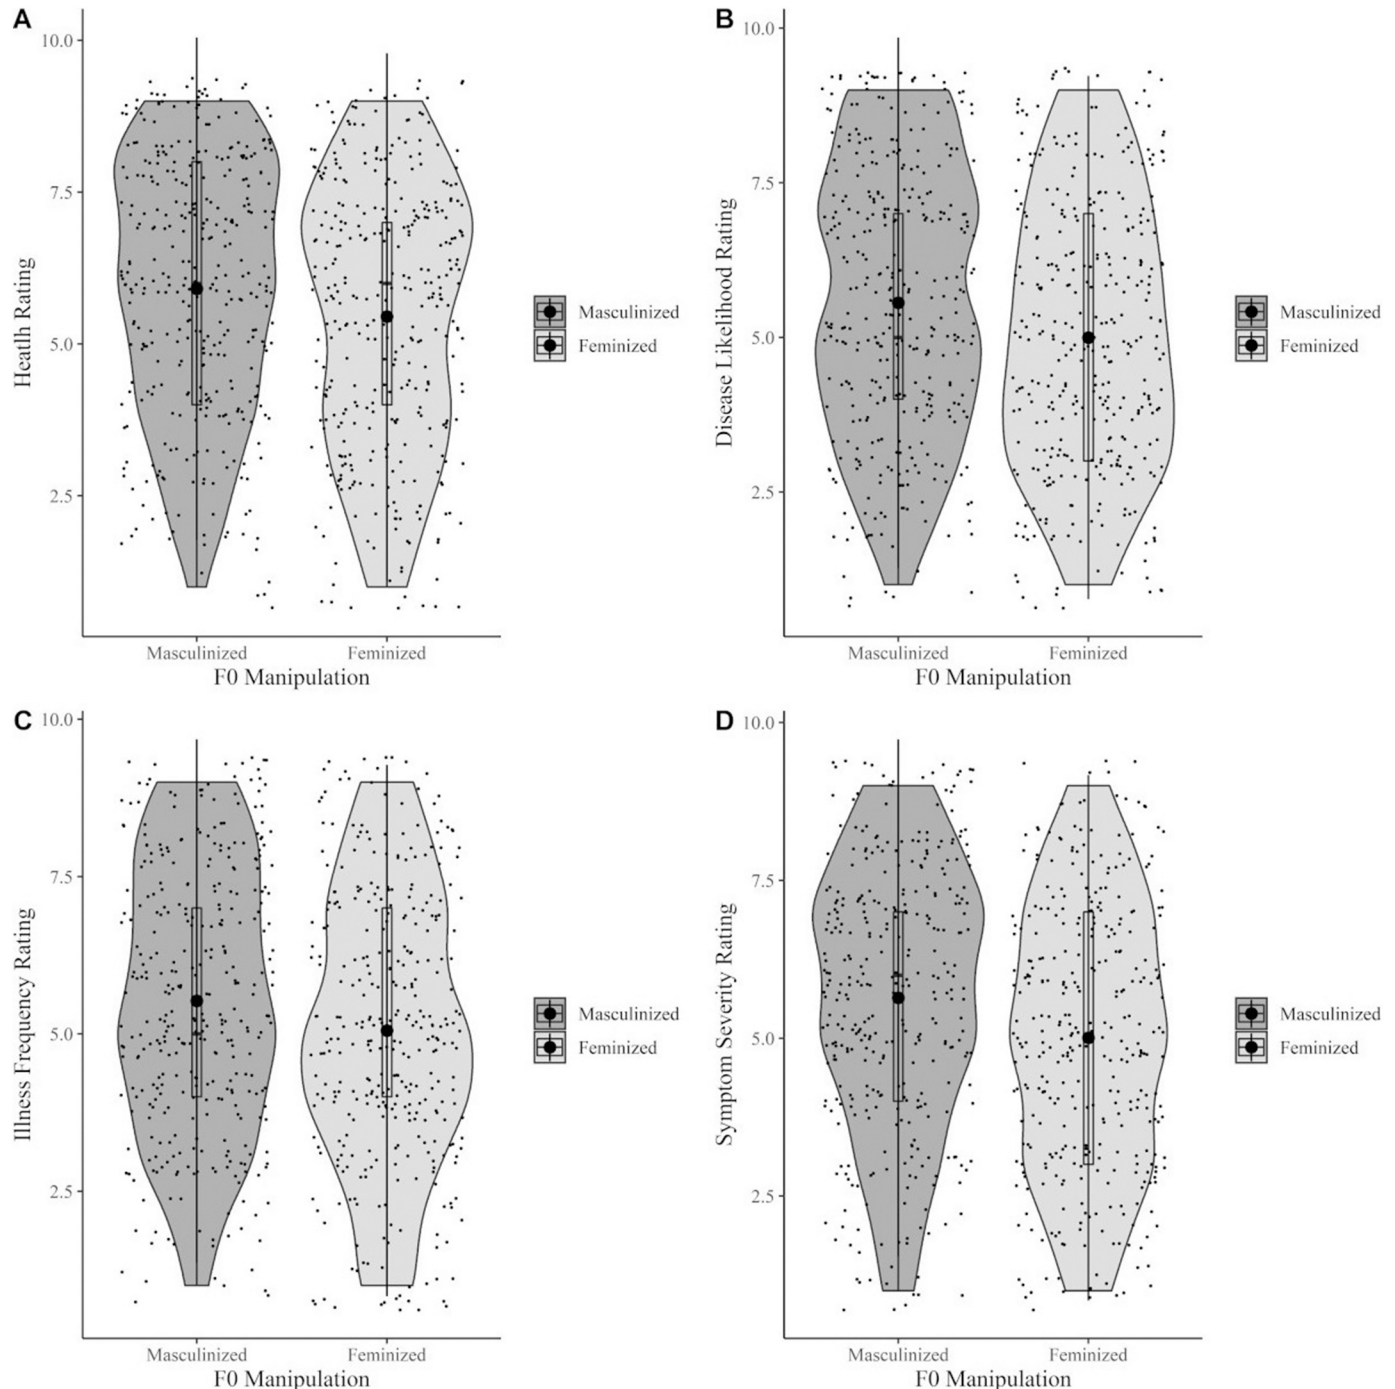 A
10.0
7.5
5.0
2.5
Heatlh Rating
Masculinized
Feminized
F0 Manipulation
Masculinized
Feminized
B
10.0
7.5
5.0
2.5
Disease Likelihood Rating
Masculinized
Feminized
F0 Manipulation
Masculinized
Feminized
C
10.0
7.5
5.0
2.5
Illness Frequency Rating
Masculinized
Feminized
F0 Manipulation
Masculinized
Feminized
D
10.0
7.5
5.0
2.5
Symptom Severity Rating
Masculinized
Feminized
F0 Manipulation
Masculinized
Feminized